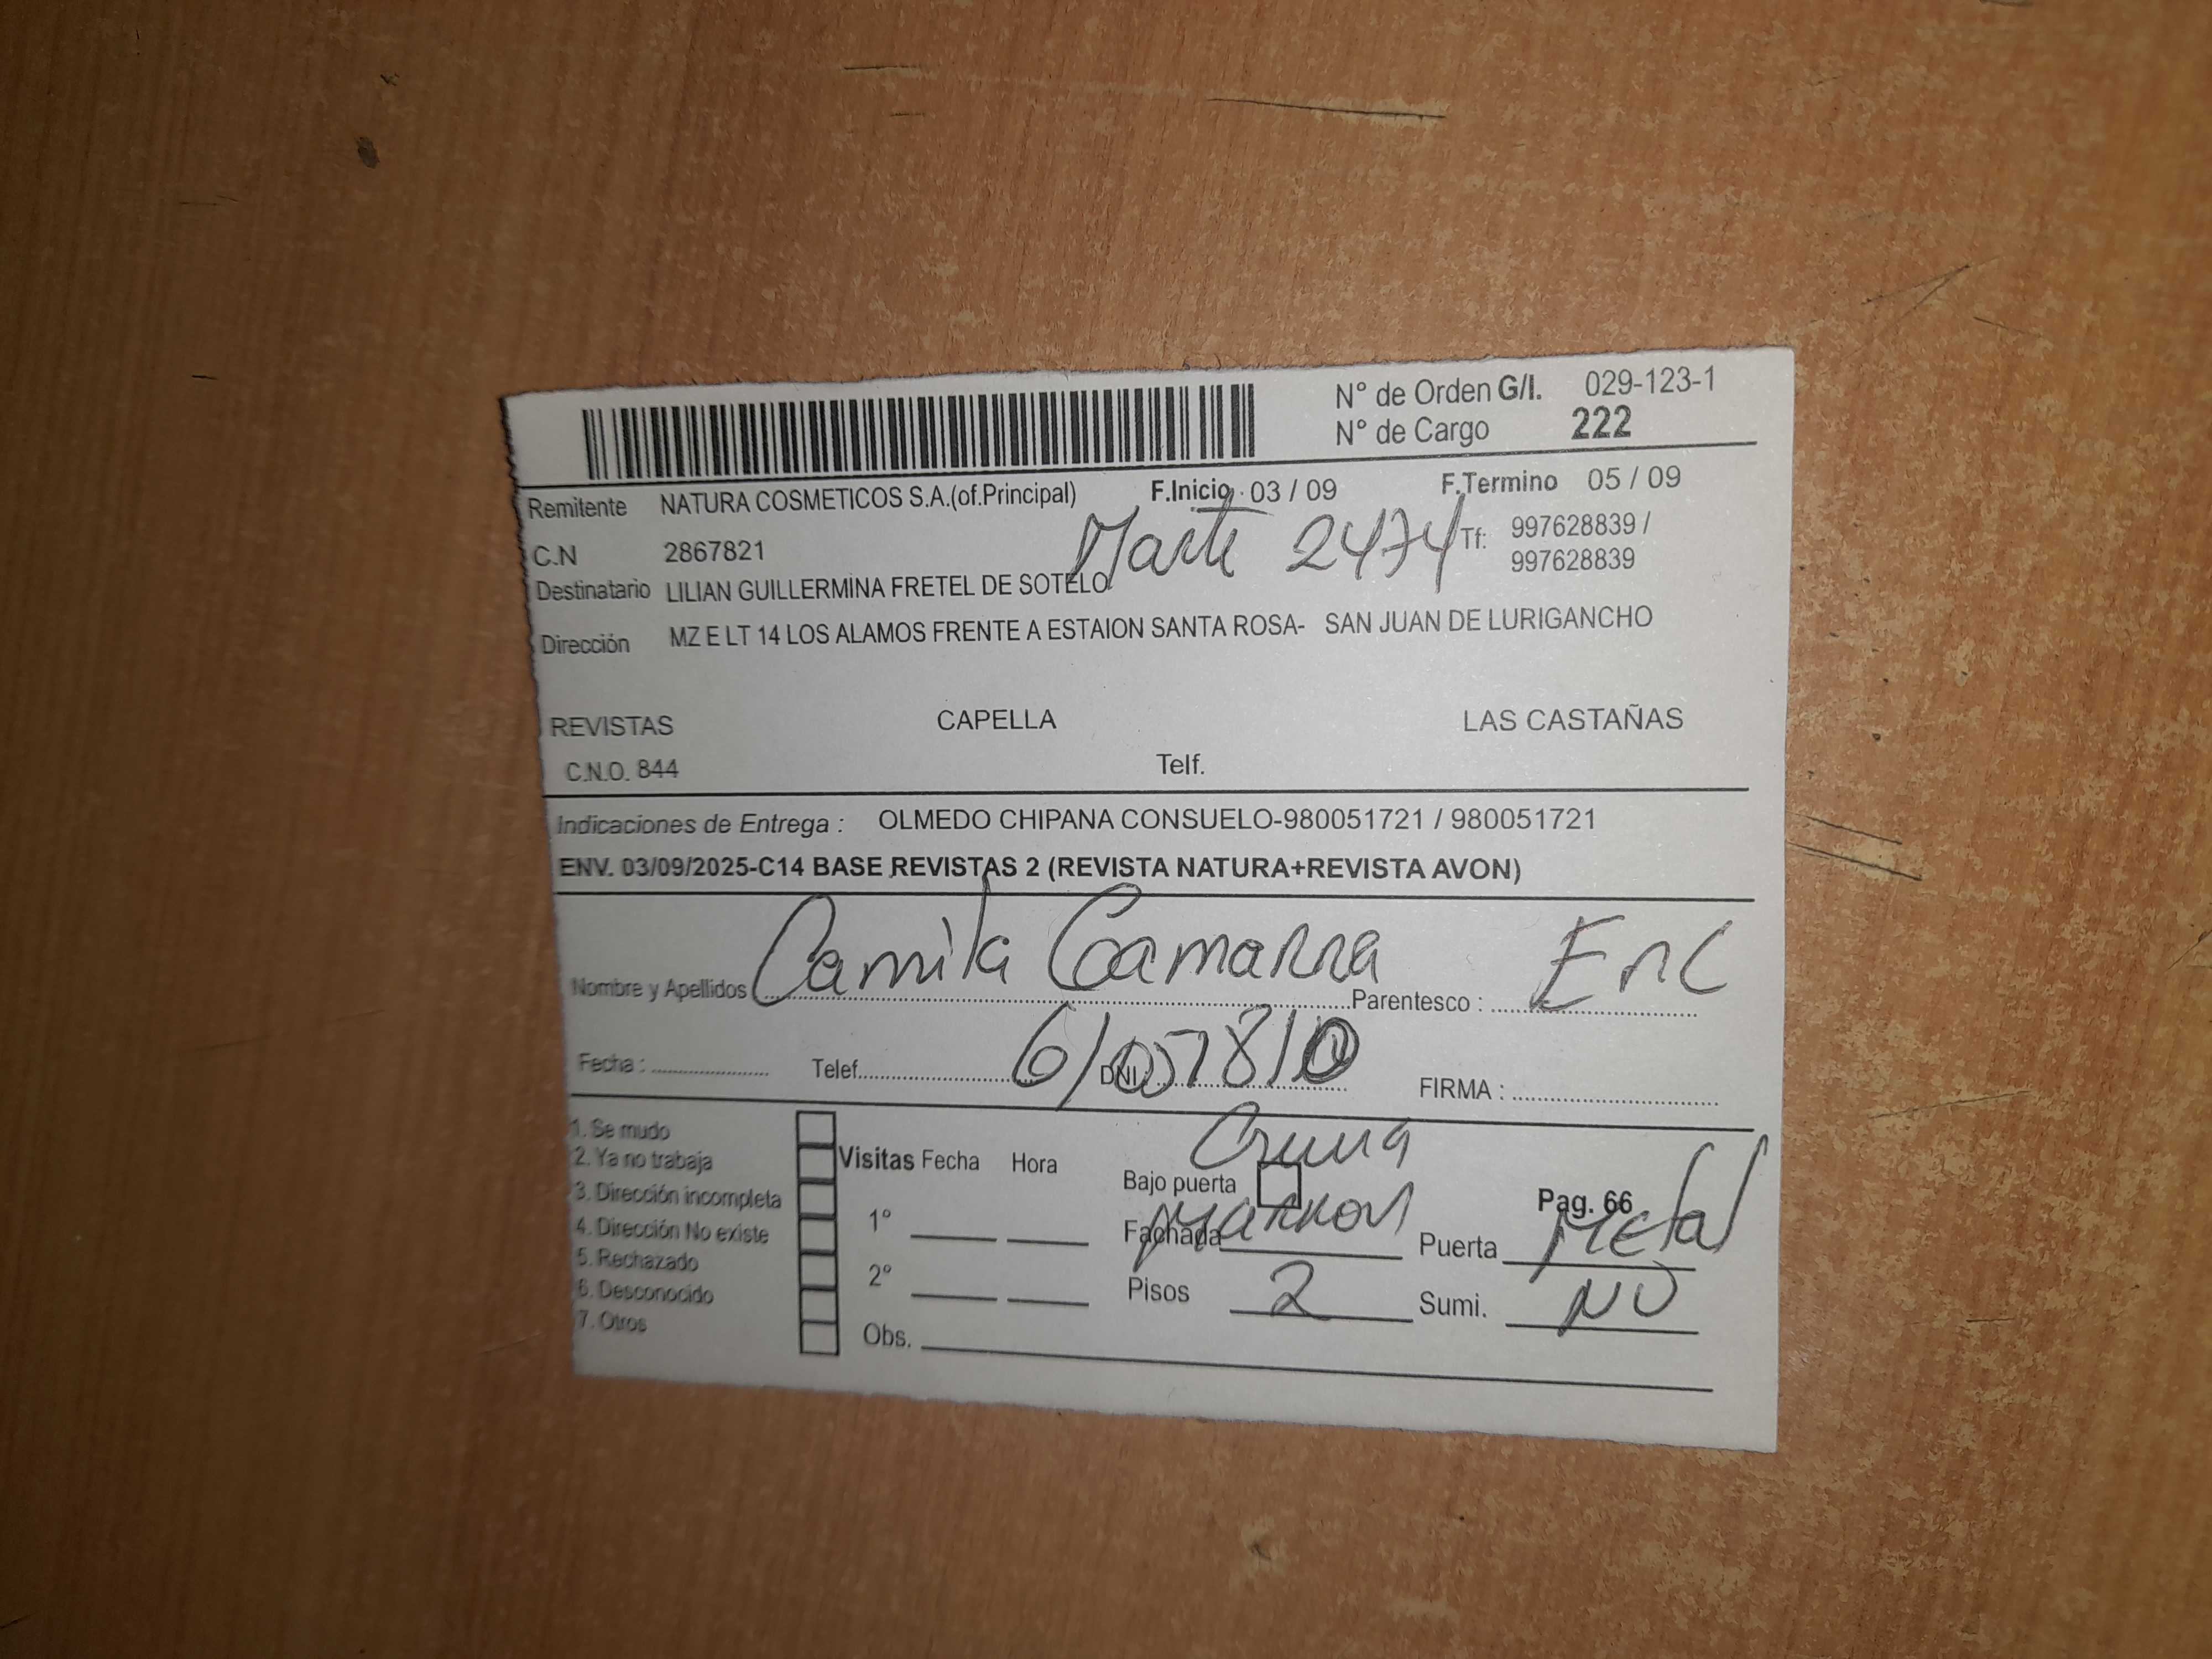 N° de Orden G/I. 029-123-1
N° de Cargo 222
Remitente NATURA COSMETICOS S.A.(of.Principal) F.Inicio 03 / 09 F.Termino 05 / 09
C.N 2867821 Marte 2474 Tf: 997628839 /
997628839
Destinatario LILIAN GUILLERMINA FRETEL DE SOTELO
Dirección MZ E LT 14 LOS ALAMOS FRENTE A ESTAION SANTA ROSA- SAN JUAN DE LURIGANCHO
REVISTAS CAPELLA LAS CASTAÑAS
C.N.O. 844 Telf.
Indicaciones de Entrega : OLMEDO CHIPANA CONSUELO-980051721 / 980051721
ENV. 03/09/2025-C14 BASE REVISTAS 2 (REVISTA NATURA+REVISTA AVON)
Nombre y Apellidos Camila Gamarra Parentesco : Enc
Fecha : Telef. DNI FIRMA :
1. Se mudo
2. Ya no trabaja Visitas Fecha Hora
3. Dirección incompleta Bajo puerta Pag. 66
4. Dirección No existe 1° Fachada Marron Puerta Metal
5. Rechazado
6. Desconocido 2° Pisos 2 Sumi. NO
7. Otros Obs.